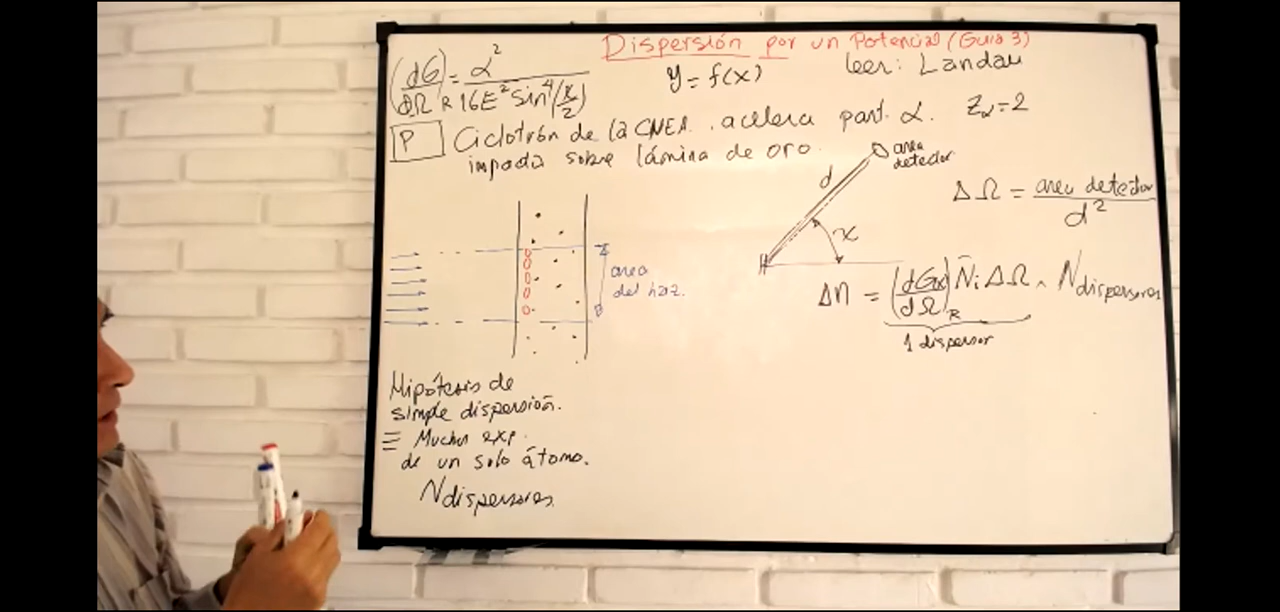 Dispersión por un Potencial (Guía 3)
(dσ/dΩ)R = α² / 16E² sin⁴(χ/2)
y = f(x)
leer: Landau
P Ciclotrón de la CNEA. acelera part. α. Zα=2
impacta sobre lámina de oro.
area
detector
d
χ
ΔΩ = area detector / d²
area
del haz.
Δn = (dσ/dΩ)R Ni ΔΩ × Ndispersores
1 dispersor
Hipótesis de
simple dispersión.
≡ Muchos exp.
de un solo átomo.
Ndispersores